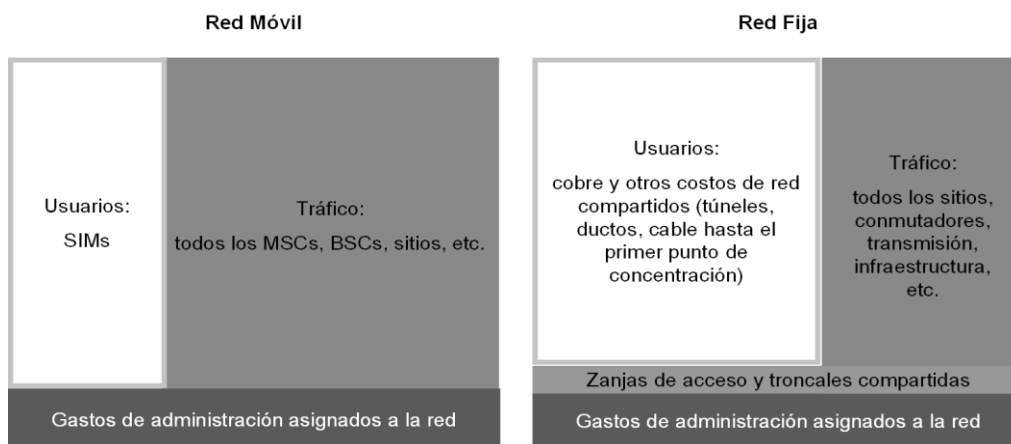 Red Móvil
Usuarios:
SIMs
Tráfico:
todos los MSCs, BSCs, sitios, etc.
Gastos de administración asignados a la red
Red Fija
Usuarios:
cobre y otros costos de red
compartidos (túneles,
ductos, cable hasta el
primer punto de
concentración)
Tráfico:
todos los sitios,
conmutadores,
transmisión,
infraestructura,
etc.
Zanjas de acceso y troncales compartidas
Gastos de administración asignados a la red